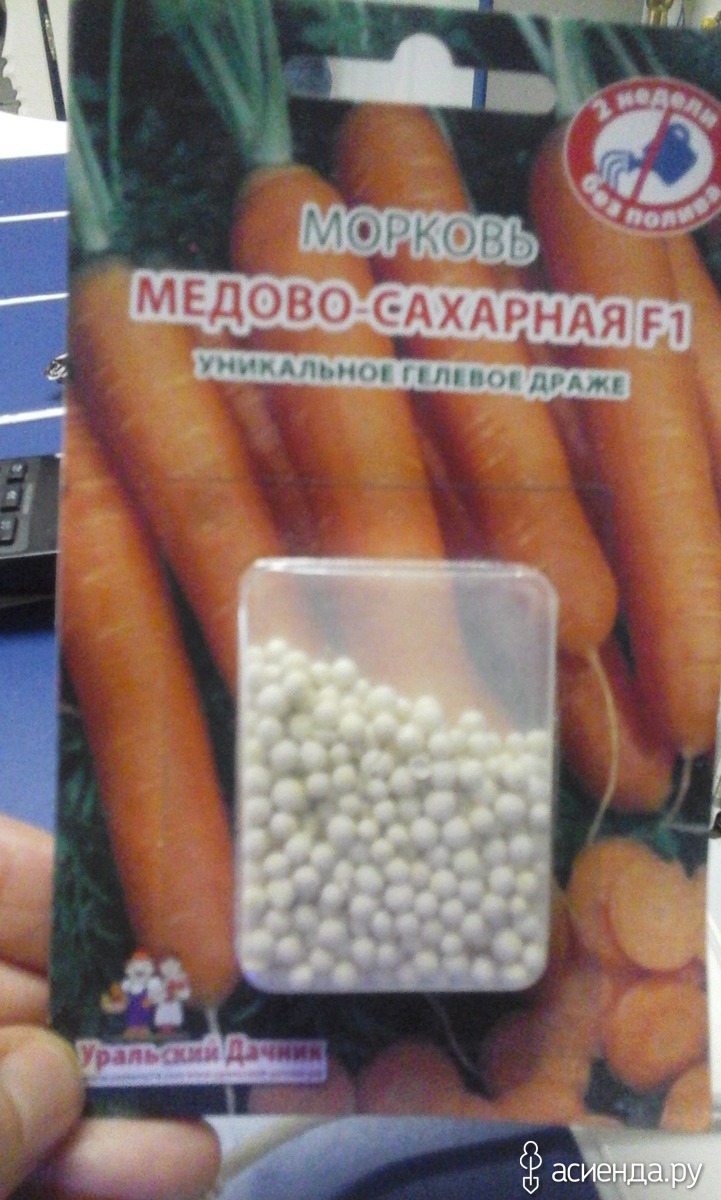 2 недели
без полива
МОРКОВЬ
МЕДОВО-САХАРНАЯ F1
УНИКАЛЬНОЕ ГЕЛЕВОЕ ДРАЖЕ
Уральский Дачник
асиенда.ру